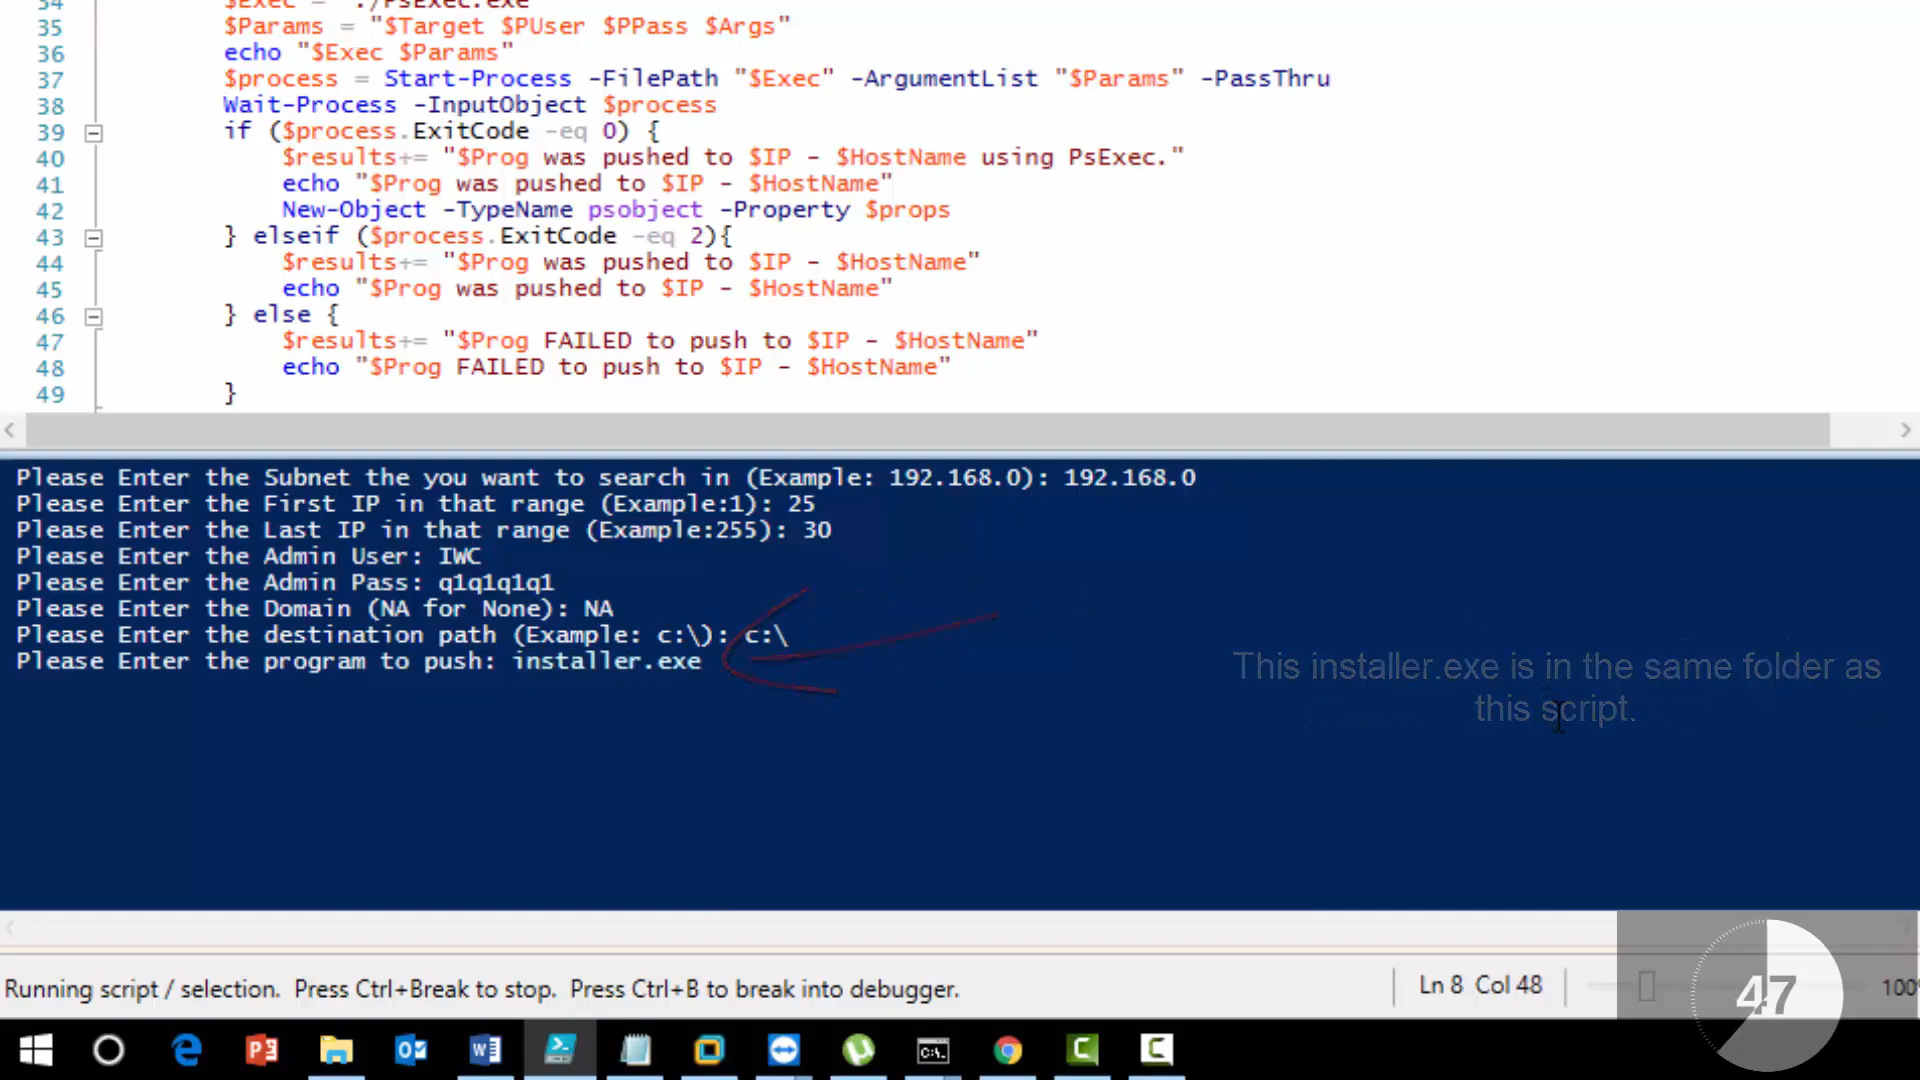 34 $Exec = "./PsExec.exe"
35 $Params = "$Target $PUser $PPass $Args"
36 echo "$Exec $Params"
37 $process = Start-Process -FilePath "$Exec" -ArgumentList "$Params" -PassThru
38 Wait-Process -InputObject $process
39 if ($process.ExitCode -eq 0) {
40 $results+= "$Prog was pushed to $IP - $HostName using PsExec."
41 echo "$Prog was pushed to $IP - $HostName"
42 New-Object -TypeName psobject -Property $props
43 } elseif ($process.ExitCode -eq 2){
44 $results+= "$Prog was pushed to $IP - $HostName"
45 echo "$Prog was pushed to $IP - $HostName"
46 } else {
47 $results+= "$Prog FAILED to push to $IP - $HostName"
48 echo "$Prog FAILED to push to $IP - $HostName"
49 }
Please Enter the Subnet the you want to search in (Example: 192.168.0): 192.168.0
Please Enter the First IP in that range (Example:1): 25
Please Enter the Last IP in that range (Example:255): 30
Please Enter the Admin User: IWC
Please Enter the Admin Pass: q1q1q1q1
Please Enter the Domain (NA for None): NA
Please Enter the destination path (Example: c:\): c:\
Please Enter the program to push: installer.exe
This installer.exe is in the same folder as
this script.
Running script / selection. Press Ctrl+Break to stop. Press Ctrl+B to break into debugger.
Ln 8 Col 48
100%
47